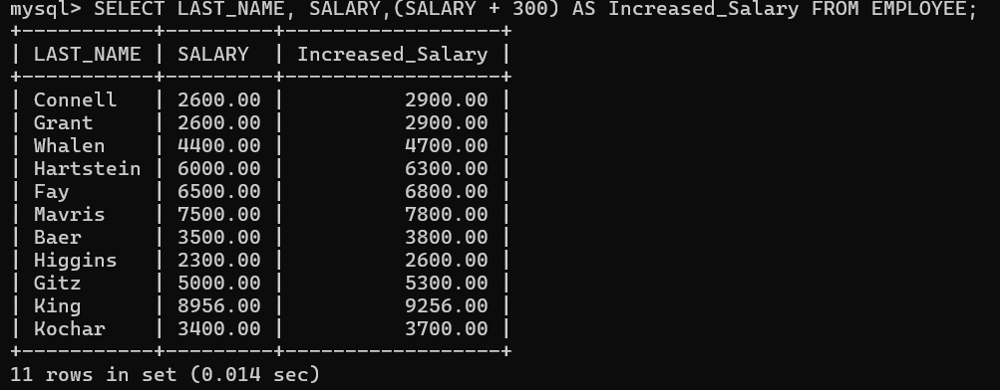 mysql> SELECT LAST_NAME, SALARY,(SALARY + 300) AS Increased_Salary FROM EMPLOYEE;
+-----------+---------+------------------+
| LAST_NAME | SALARY  | Increased_Salary |
+-----------+---------+------------------+
| Connell   | 2600.00 |          2900.00 |
| Grant     | 2600.00 |          2900.00 |
| Whalen    | 4400.00 |          4700.00 |
| Hartstein | 6000.00 |          6300.00 |
| Fay       | 6500.00 |          6800.00 |
| Mavris    | 7500.00 |          7800.00 |
| Baer      | 3500.00 |          3800.00 |
| Higgins   | 2300.00 |          2600.00 |
| Gitz      | 5000.00 |          5300.00 |
| King      | 8956.00 |          9256.00 |
| Kochar    | 3400.00 |          3700.00 |
+-----------+---------+------------------+
11 rows in set (0.014 sec)